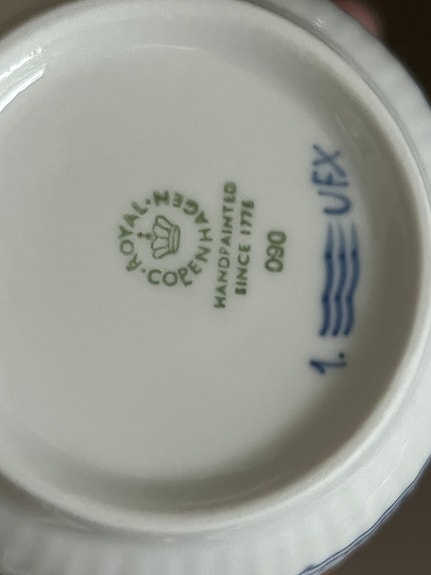 ROYAL · COPENHAGEN ·
HANDPAINTED
SINCE 1775
090
1. UFX